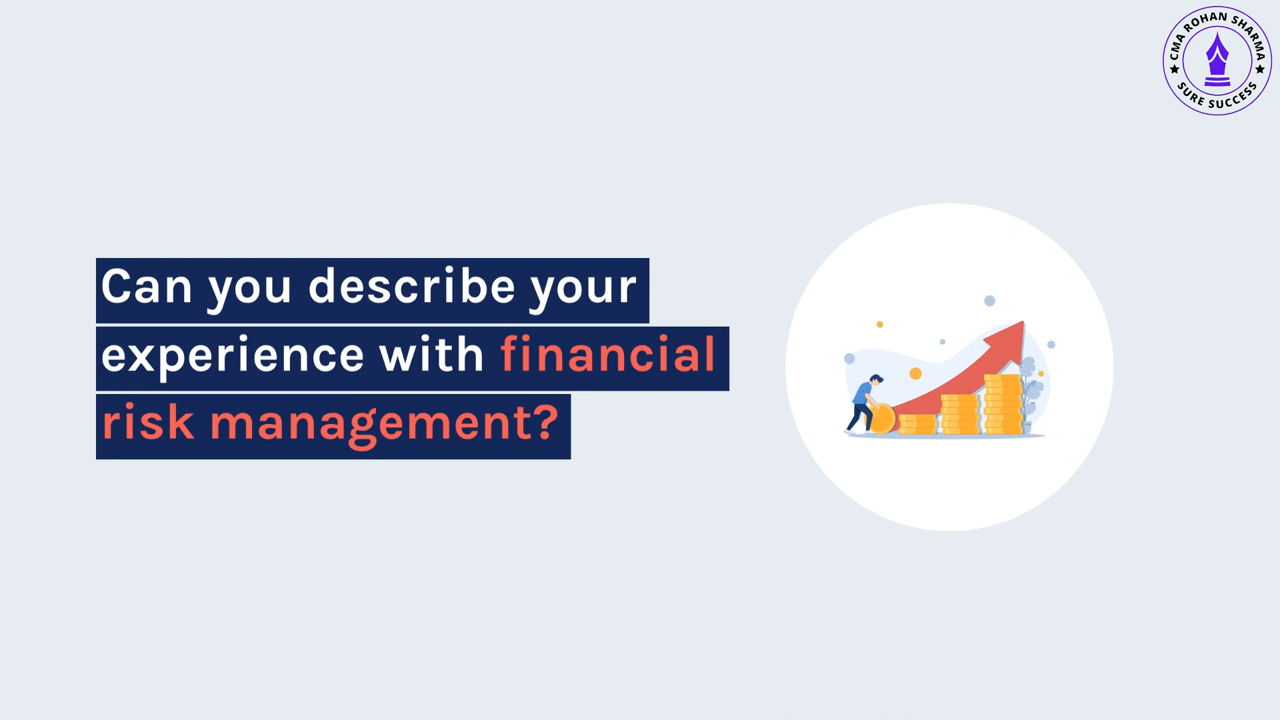 Can you describe your
experience with financial
risk management?
CMA ROHAN SHARMA
SURE SUCCESS